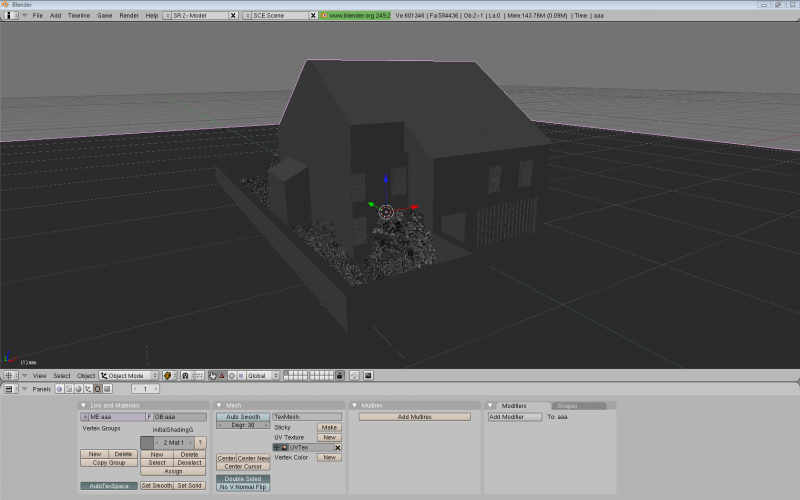 Blender
File Add Timeline Game Render Help SR:2-Model SCE:Scene www.blender.org 249.2 Ve:601346 | Fa:584436 | Ob:2-1 | La:0 | Mem:143.76M (0.09M) | Time: | aaa
(1) aaa
View Select Object Object Mode Global
Panels 1
Link and Materials Mesh Multires Modifiers Shapes
ME:aaa F OB:aaa Auto Smooth TexMesh Add Multires Add Modifier To: aaa
Degr: 30
Vertex Groups initialShadingG Sticky Make
2 Mat 1 ? UV Texture New
UVTex
New Delete New Delete Center Center New Vertex Color New
Copy Group Select Deselect Center Cursor
Assign
Double Sided
AutoTexSpace Set Smooth Set Solid No V.Normal Flip